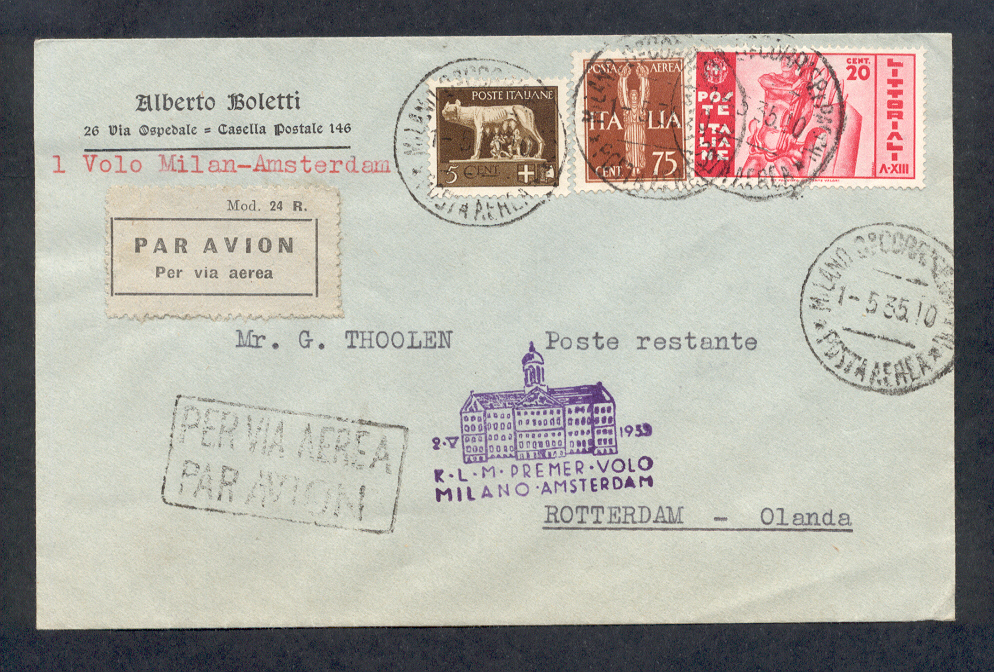 Alberto Boletti
26 Via Ospedale = Casella Postale 146
1 Volo Milan-Amsterdam
Mod. 24 R.
PAR AVION
Per via aerea
POSTE ITALIANE
5 CENT.
POSTA AEREA
ITALIA
CENT. 75
POSTE ITALIANE
CENT. 20
LITTORIALI
A·XIII
MILANO
POSTA AEREA
MILANO
1-5 35.10
POSTA AEREA
Mr. G. THOOLEN Poste restante
PER VIA AEREA
PAR AVION
2·V 1935
K·L·M·PREMER·VOLO
MILANO·AMSTERDAM
ROTTERDAM - Olanda